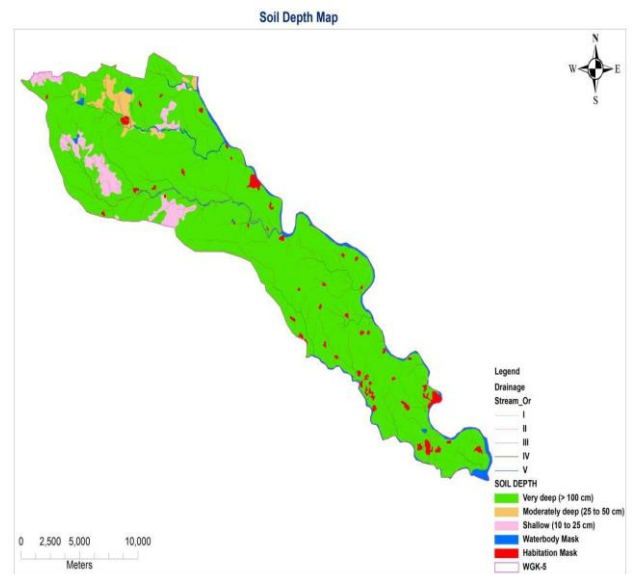 Soil Depth Map
N
W E
S
Legend
Drainage
Stream_Or
I
II
III
IV
V
SOIL DEPTH
Very deep (> 100 cm)
Moderately deep (25 to 50 cm)
Shallow (10 to 25 cm)
Waterbody Mask
Habitation Mask
WGK-5
0 2,500 5,000 10,000
Meters